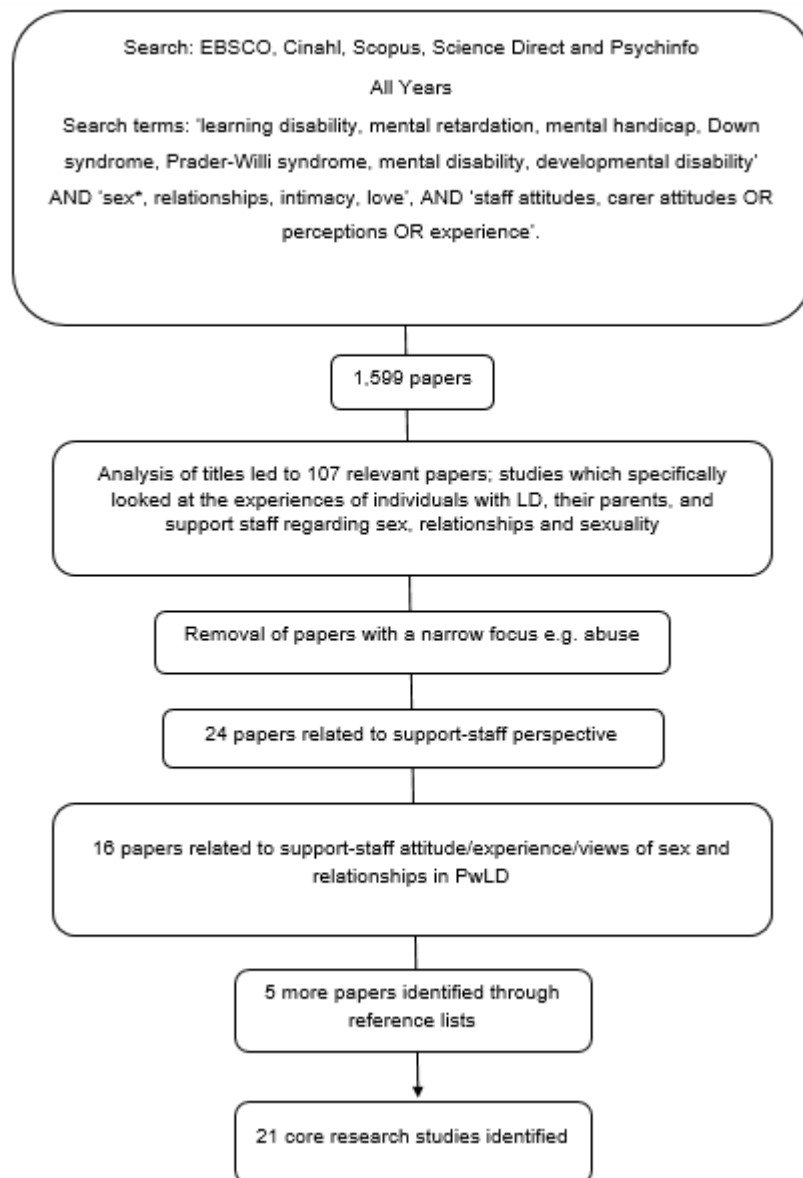 Search: EBSCO, Cinahl, Scopus, Science Direct and Psychinfo
All Years
Search terms: 'learning disability, mental retardation, mental handicap, Down
syndrome, Prader-Willi syndrome, mental disability, developmental disability'
AND 'sex*, relationships, intimacy, love', AND 'staff attitudes, carer attitudes OR
perceptions OR experience'.
1,599 papers
Analysis of titles led to 107 relevant papers; studies which specifically
looked at the experiences of individuals with LD, their parents, and
support staff regarding sex, relationships and sexuality
Removal of papers with a narrow focus e.g. abuse
24 papers related to support-staff perspective
16 papers related to support-staff attitude/experience/views of sex and
relationships in PwLD
5 more papers identified through
reference lists
21 core research studies identified